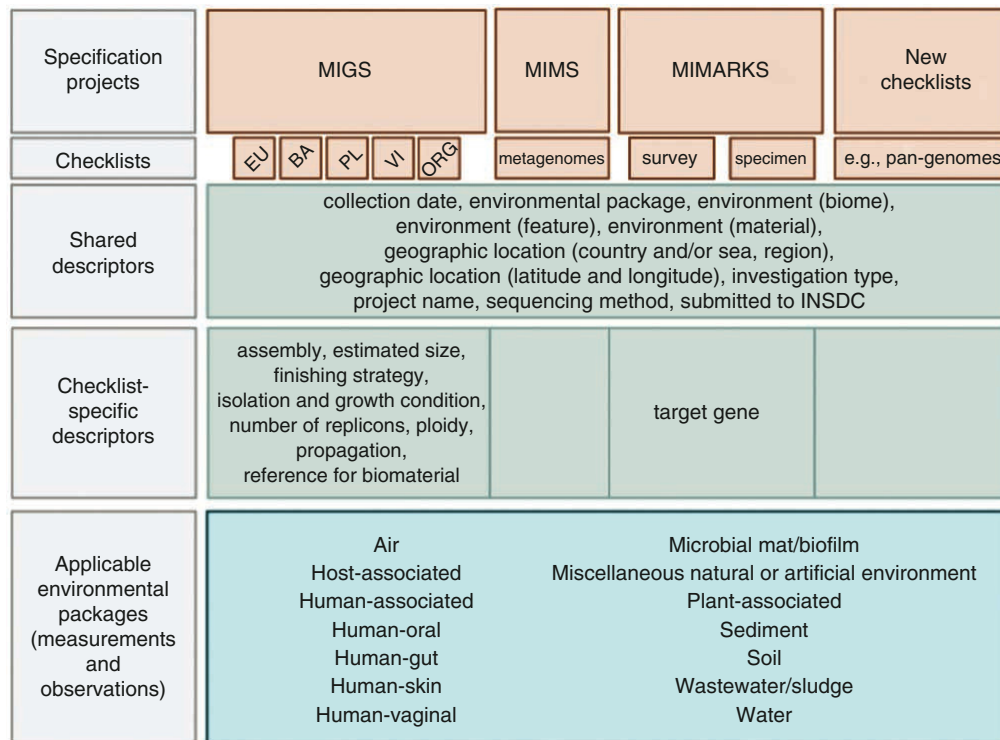 Specification
projects
MIGS
MIMS
MIMARKS
New
checklists
Checklists
EU
BA
PL
VI
ORG
metagenomes
survey
specimen
e.g., pan-genomes
Shared
descriptors
collection date, environmental package, environment (biome),
environment (feature), environment (material),
geographic location (country and/or sea, region),
geographic location (latitude and longitude), investigation type,
project name, sequencing method, submitted to INSDC
Checklist-
specific
descriptors
assembly, estimated size,
finishing strategy,
isolation and growth condition,
number of replicons, ploidy,
propagation,
reference for biomaterial
target gene
Applicable
environmental
packages
(measurements
and
observations)
Air
Host-associated
Human-associated
Human-oral
Human-gut
Human-skin
Human-vaginal
Microbial mat/biofilm
Miscellaneous natural or artificial environment
Plant-associated
Sediment
Soil
Wastewater/sludge
Water